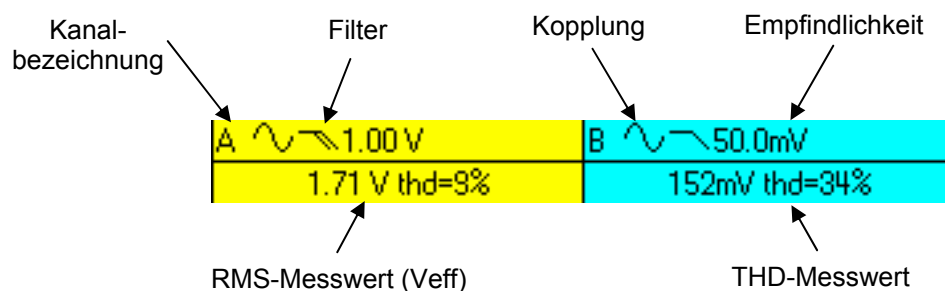 Kanal-
bezeichnung
Filter
Kopplung
Empfindlichkeit
A 1.00 V
B 50.0mV
1.71 V thd=9%
152mV thd=34%
RMS-Messwert (Veff)
THD-Messwert